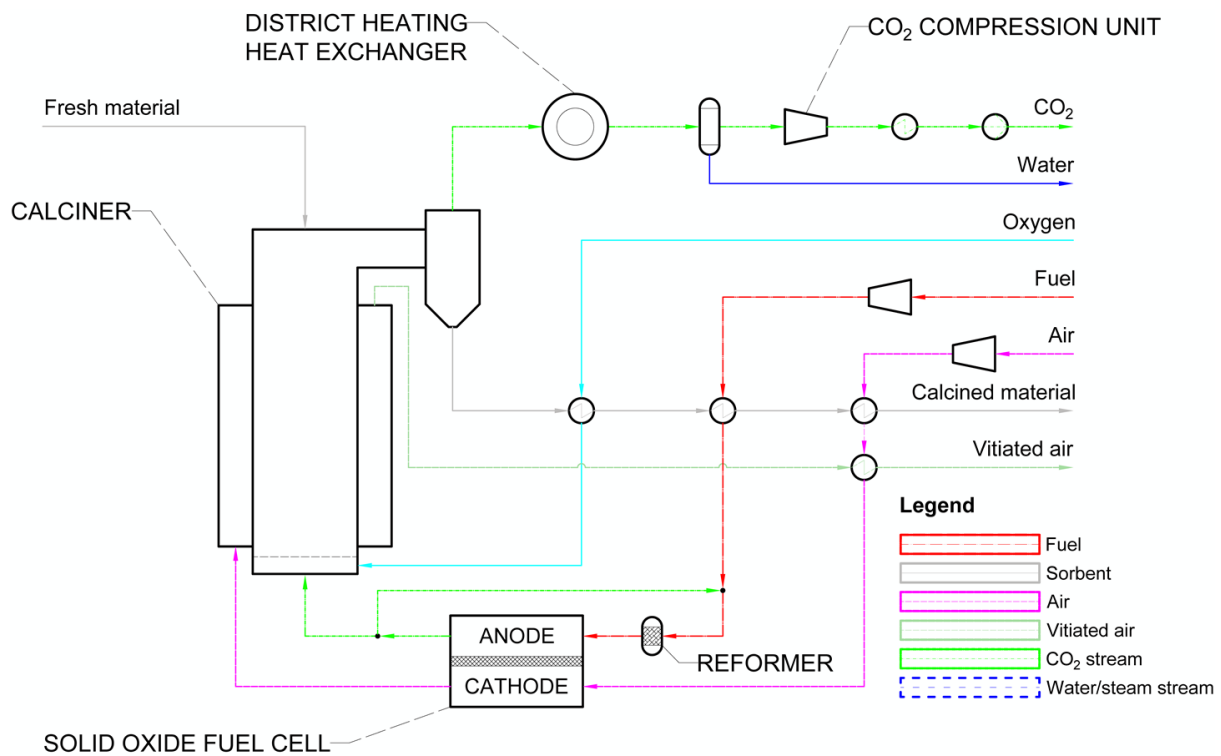 DISTRICT HEATING
HEAT EXCHANGER
CO₂ COMPRESSION UNIT
Fresh material
CO₂
Water
CALCINER
Oxygen
Fuel
Air
Calcined material
Vitiated air
Legend
Fuel
Sorbent
Air
Vitiated air
CO₂ stream
Water/steam stream
ANODE
CATHODE
REFORMER
SOLID OXIDE FUEL CELL